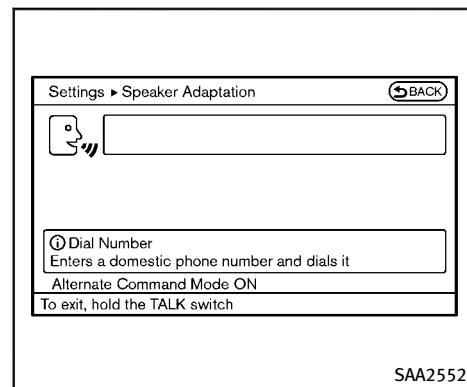 Settings ▸ Speaker Adaptation BACK
ⓘ Dial Number
Enters a domestic phone number and dials it
Alternate Command Mode ON
To exit, hold the TALK switch
SAA2552